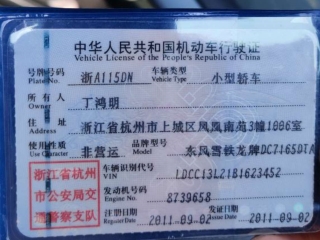 中华人民共和国机动车行驶证
Vehicle License of the People's Republic of China
号牌号码 Plate No. 浙A115DN 车辆类型 Vehicle Type 小型轿车
所有人 Owner 丁鸿明
住址 Address 浙江省杭州市上城区凤凰南苑3幢1006室
使用性质 Use Character 非营运 东风雪铁龙牌DC7165DTA
浙江省杭州市公安局交通警察支队
车辆识别代号 VIN LDCC13L2181623452
发动机号码 Engine No. 8739658
注册日期 Register Date 2011-09-02 发证日期 Issue Date 2011-09-02